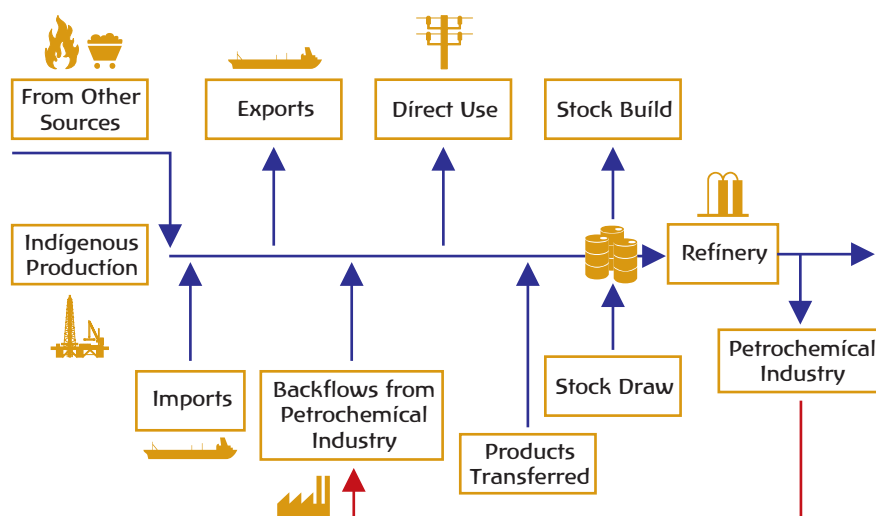 From Other
Sources
Exports
Direct Use
Stock Build
Indigenous
Production
Refinery
Imports
Backflows from
Petrochemical
Industry
Stock Draw
Petrochemical
Industry
Products
Transferred